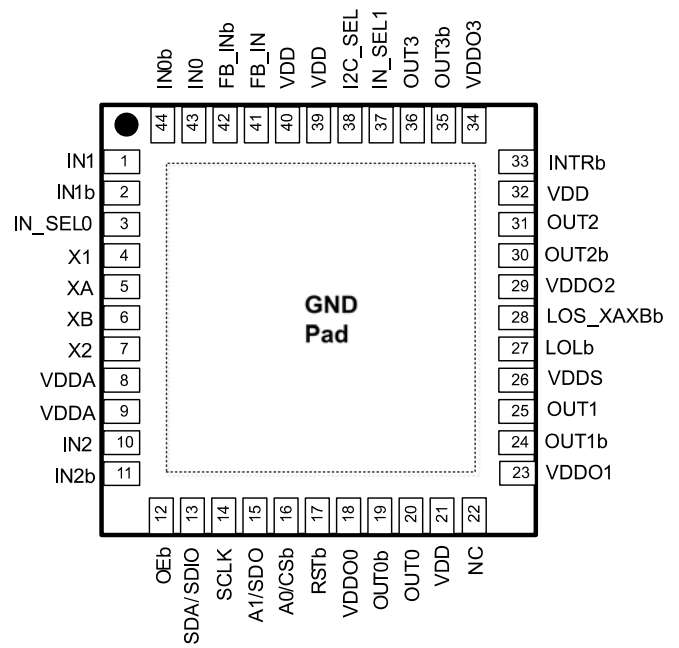 IN0b IN0 FB_INb FB_IN VDD VDD I2C_SEL IN_SEL1 OUT3 OUT3b VDDO3
44 43 42 41 40 39 38 37 36 35 34
IN1 1 33 INTRb
IN1b 2 32 VDD
IN_SEL0 3 31 OUT2
X1 4 30 OUT2b
XA 5 29 VDDO2
XB 6 28 LOS_XAXBb
X2 7 27 LOLb
VDDA 8 26 VDDS
VDDA 9 25 OUT1
IN2 10 24 OUT1b
IN2b 11 23 VDDO1
GND
Pad
12 13 14 15 16 17 18 19 20 21 22
OEb SDA/SDIO SCLK A1/SDO A0/CSb RSTb VDDO0 OUT0b OUT0 VDD NC